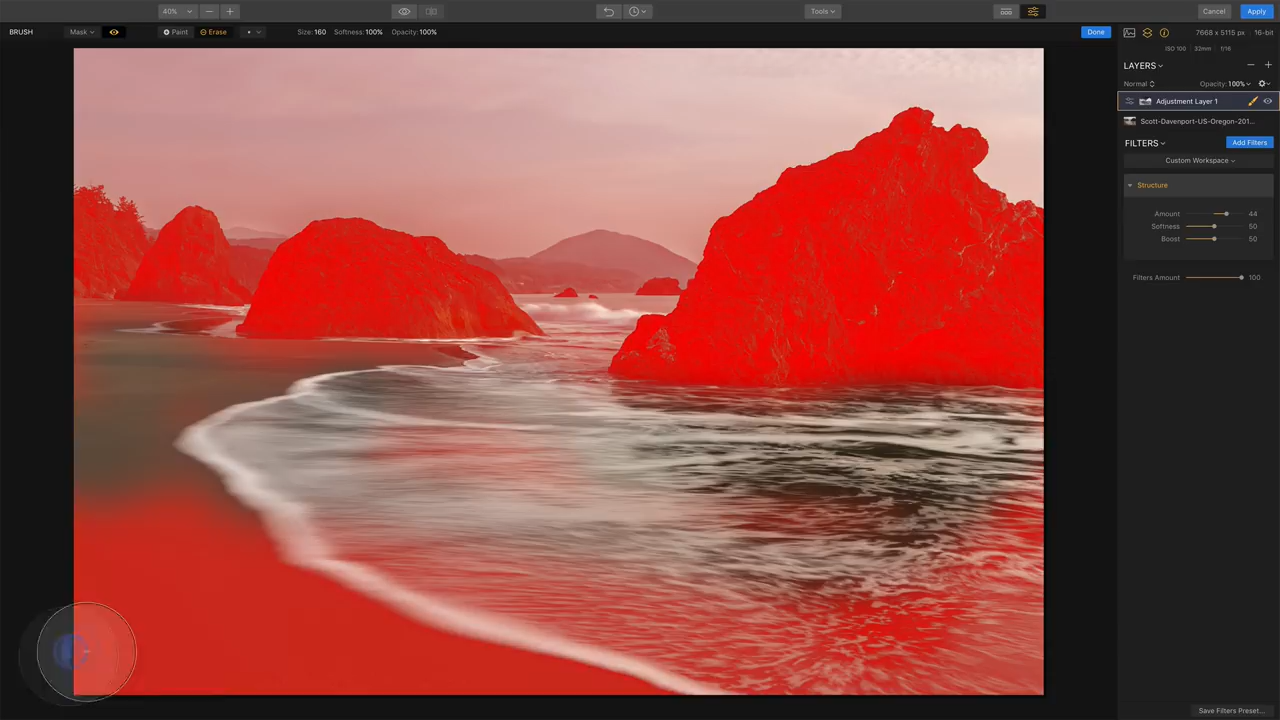 40%
Tools
Cancel
Apply
BRUSH
Mask
Paint
Erase
Size: 160
Softness: 100%
Opacity: 100%
Done
7668 x 5115 px
16-bit
ISO 100
32mm
f/16
LAYERS
Normal
Opacity: 100%
Adjustment Layer 1
Scott-Davenport-US-Oregon-201...
FILTERS
Add Filters
Custom Workspace
Structure
Amount
44
Softness
50
Boost
50
Filters Amount
100
Save Filters Preset...